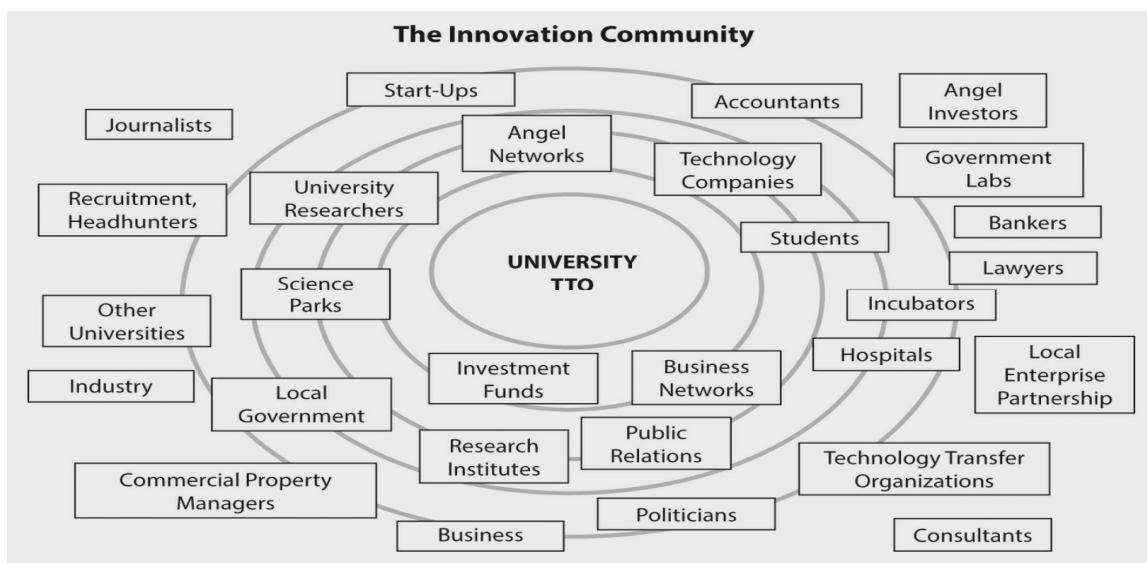 The Innovation Community
Start-Ups
Accountants
Angel
Investors
Journalists
Angel
Networks
Technology
Companies
Government
Labs
University
Researchers
Recruitment,
Headhunters
Students
Bankers
UNIVERSITY
TTO
Lawyers
Science
Parks
Other
Universities
Incubators
Hospitals
Local
Enterprise
Partnership
Investment
Funds
Business
Networks
Industry
Local
Government
Public
Relations
Research
Institutes
Technology Transfer
Organizations
Commercial Property
Managers
Politicians
Business
Consultants